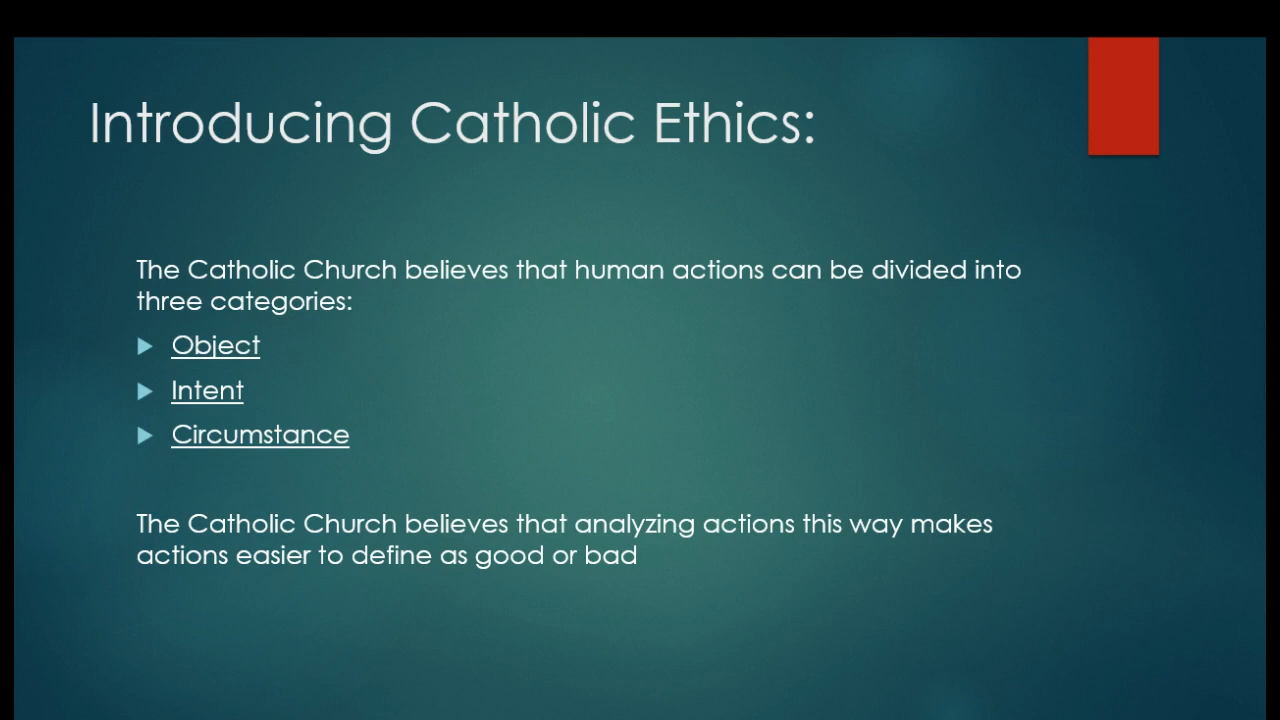 Introducing Catholic Ethics:
The Catholic Church believes that human actions can be divided into
three categories:
Object
Intent
Circumstance
The Catholic Church believes that analyzing actions this way makes
actions easier to define as good or bad